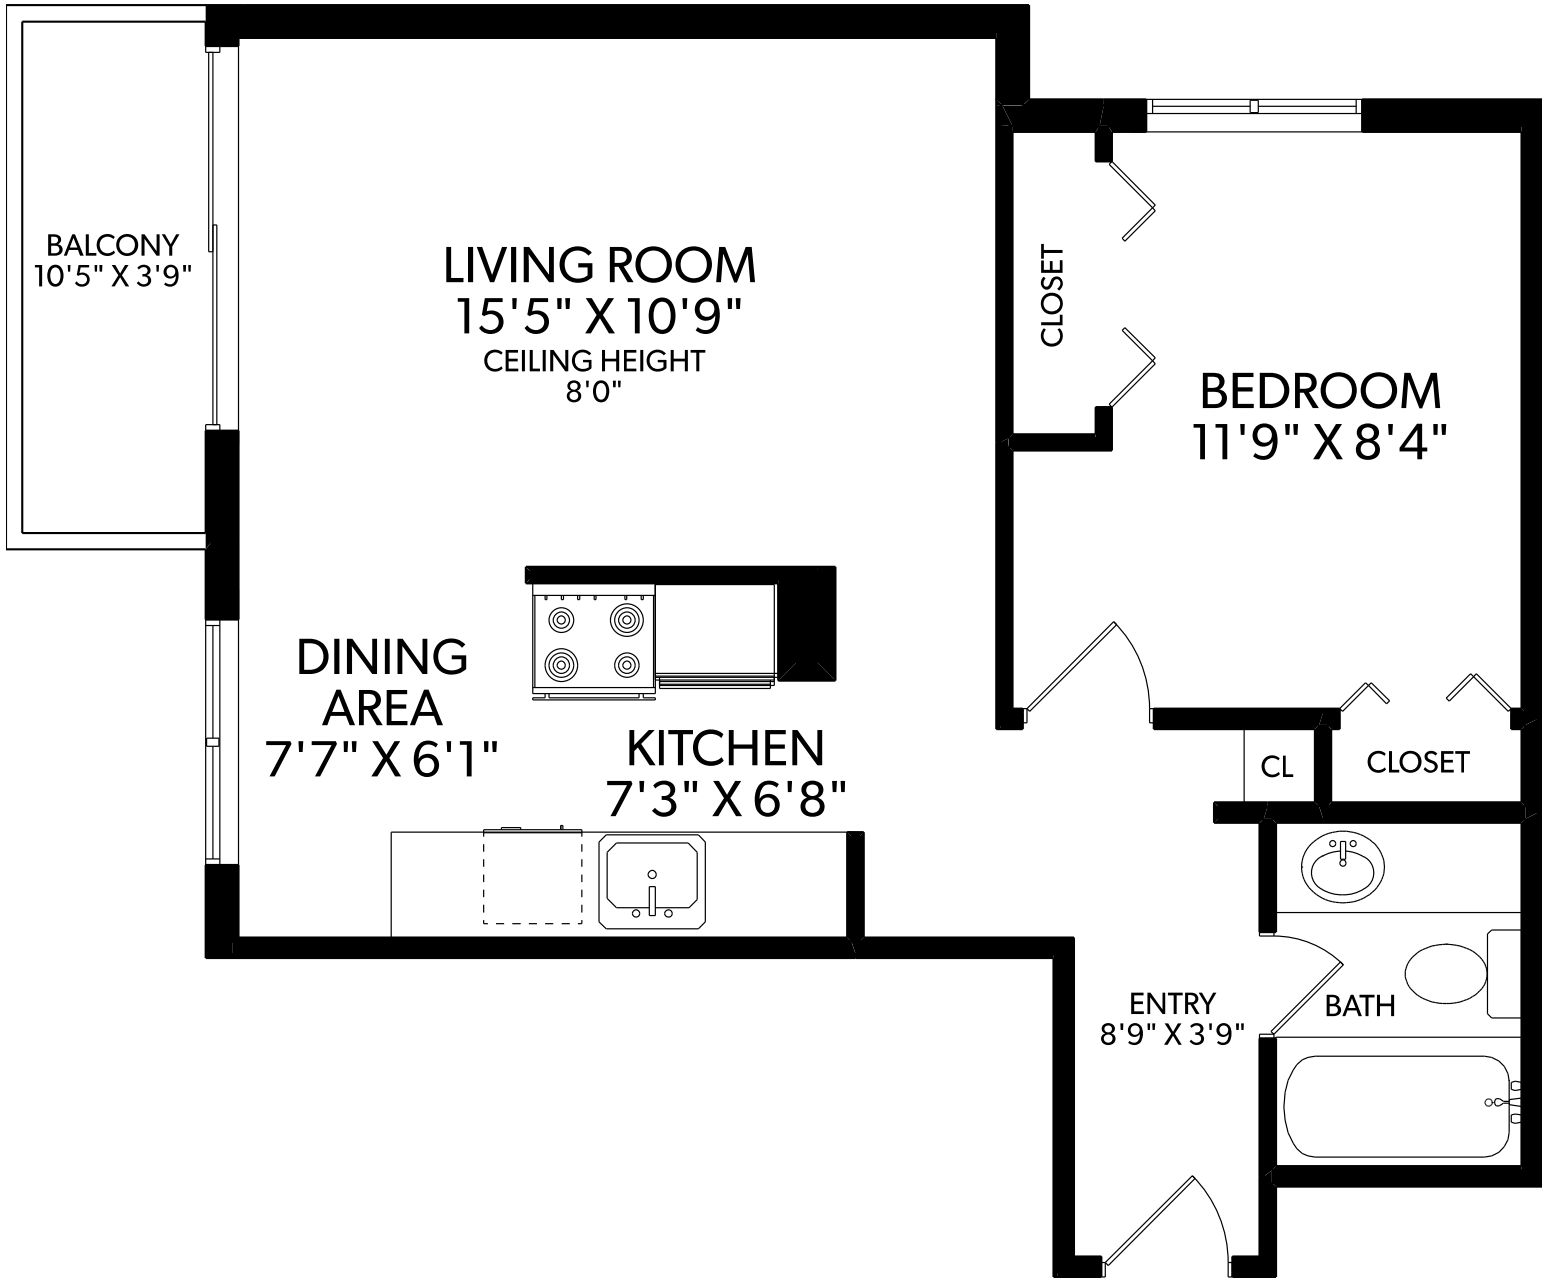 BALCONY
10'5" X 3'9"
LIVING ROOM
15'5" X 10'9"
CEILING HEIGHT
8'0"
CLOSET
BEDROOM
11'9" X 8'4"
DINING
AREA
7'7" X 6'1"
KITCHEN
7'3" X 6'8"
CL
CLOSET
ENTRY
8'9" X 3'9"
BATH